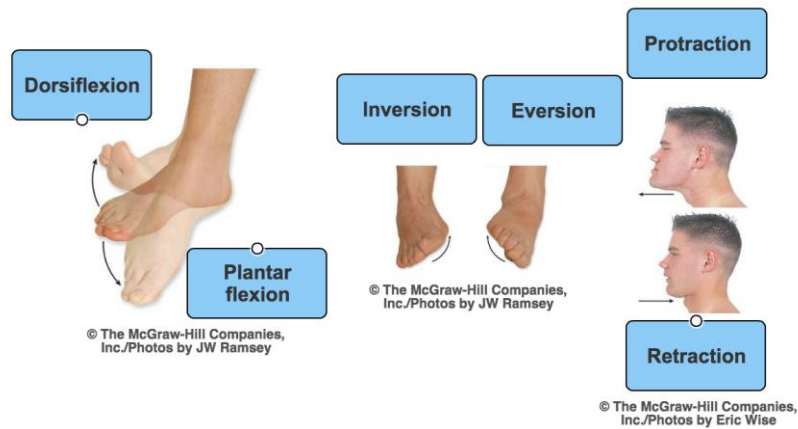 Dorsiflexion
Plantar
flexion
© The McGraw-Hill Companies,
Inc./Photos by JW Ramsey
Inversion
Eversion
© The McGraw-Hill Companies,
Inc./Photos by JW Ramsey
Protraction
Retraction
© The McGraw-Hill Companies,
Inc./Photos by Eric Wise